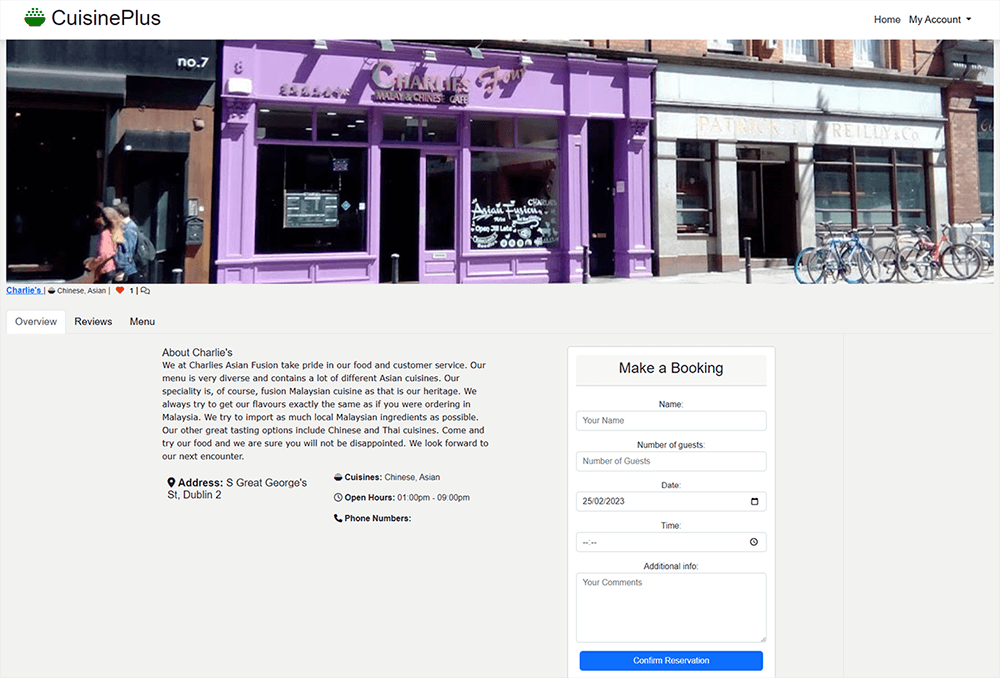 CuisinePlus
Home My Account
no.7
CHARLIE'S Four
MALAY & CHINESE CAFE
CHARLIE'S
Asian Fusion
Open Till Late
PATRICK REILLY & Co
Charlie's | Chinese, Asian | 1 |
Overview Reviews Menu
About Charlie's
We at Charlies Asian Fusion take pride in our food and customer service. Our
menu is very diverse and contains a lot of different Asian cuisines. Our
speciality is, of course, fusion Malaysian cuisine as that is our heritage. We
always try to get our flavours exactly the same as if you were ordering in
Malaysia. We try to import as much local Malaysian ingredients as possible.
Our other great tasting options include Chinese and Thai cuisines. Come and
try our food and we are sure you will not be disappointed. We look forward to
our next encounter.
Address: S Great George's
St, Dublin 2
Cuisines: Chinese, Asian
Open Hours: 01:00pm - 09:00pm
Phone Numbers:
Make a Booking
Name:
Your Name
Number of guests:
Number of Guests
Date:
25/02/2023
Time:
--:--
Additional info:
Your Comments
Confirm Reservation